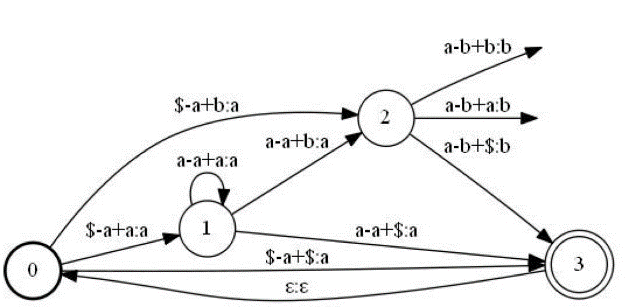 a-b+b:b
$-a+b:a
a-b+a:b
2
a-a+b:a
a-b+$:b
a-a+a:a
$-a+a:a
1
a-a+$:a
0
$-a+$:a
3
ε:ε